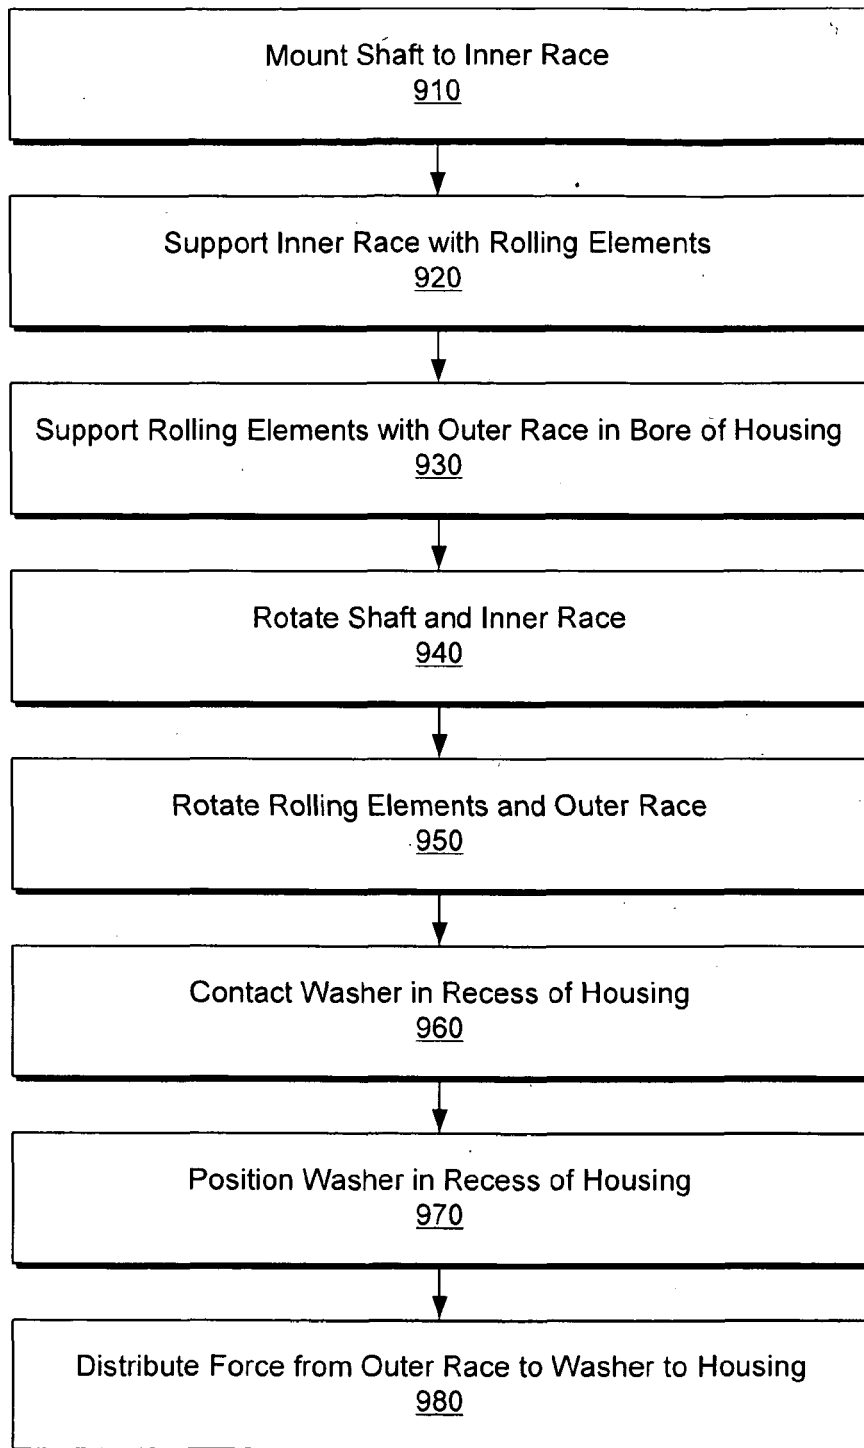 Mount Shaft to Inner Race
910
Support Inner Race with Rolling Elements
920
Support Rolling Elements with Outer Race in Bore of Housing
930
Rotate Shaft and Inner Race
940
Rotate Rolling Elements and Outer Race
950
Contact Washer in Recess of Housing
960
Position Washer in Recess of Housing
970
Distribute Force from Outer Race to Washer to Housing
980